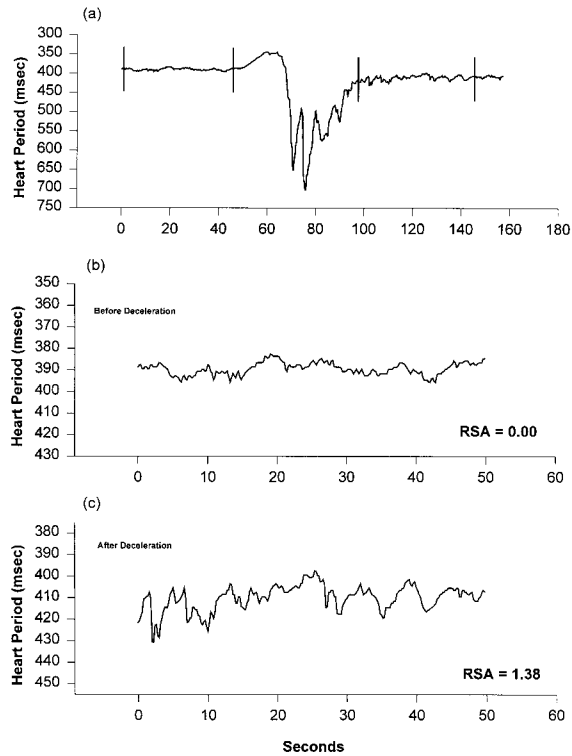 (a)
Heart Period (msec)
300
350
400
450
500
550
600
650
700
750
0 20 40 60 80 100 120 140 160 180
(b)
Heart Period (msec)
350
360
370
380
390
400
410
420
430
Before Deceleration
RSA = 0.00
0 10 20 30 40 50 60
(c)
Heart Period (msec)
380
390
400
410
420
430
440
450
After Deceleration
RSA = 1.38
0 10 20 30 40 50 60
Seconds